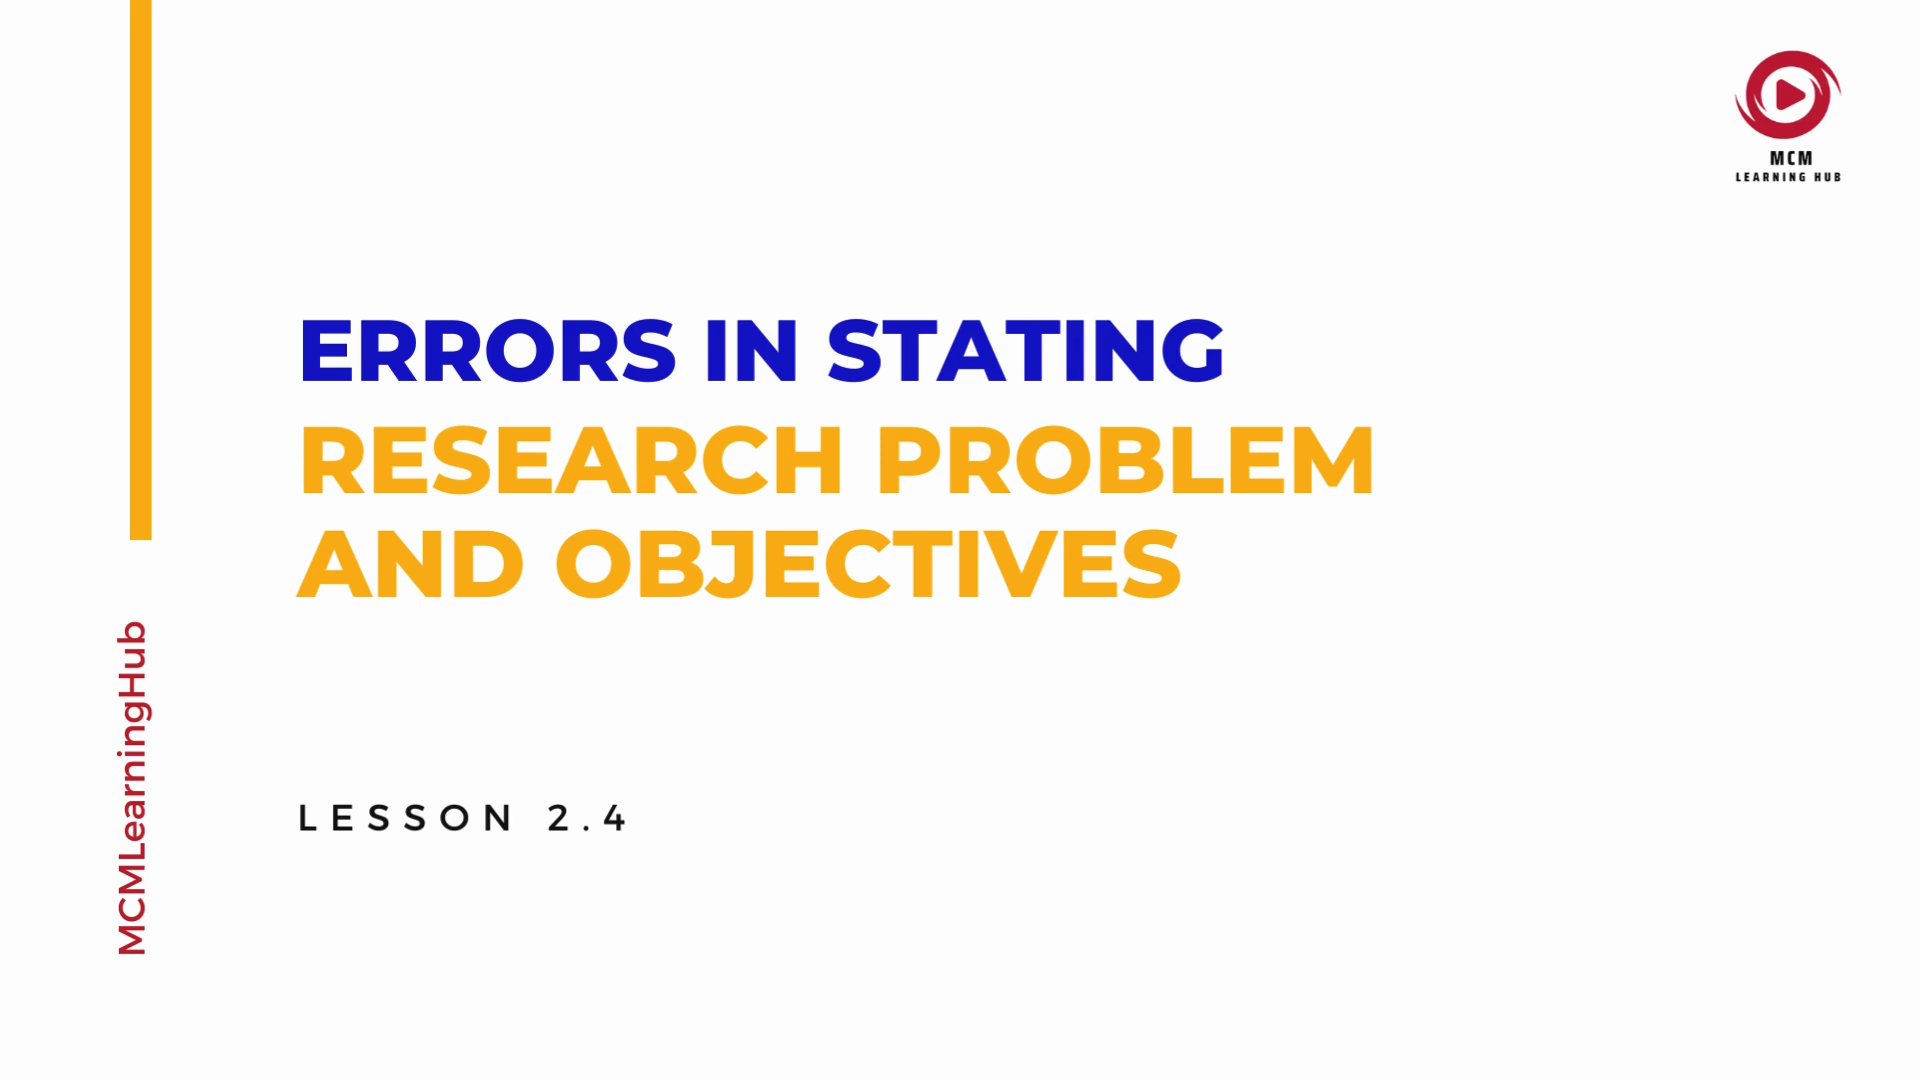 MCM
LEARNING HUB
ERRORS IN STATING
RESEARCH PROBLEM
AND OBJECTIVES
LESSON 2.4
MCMLearningHub